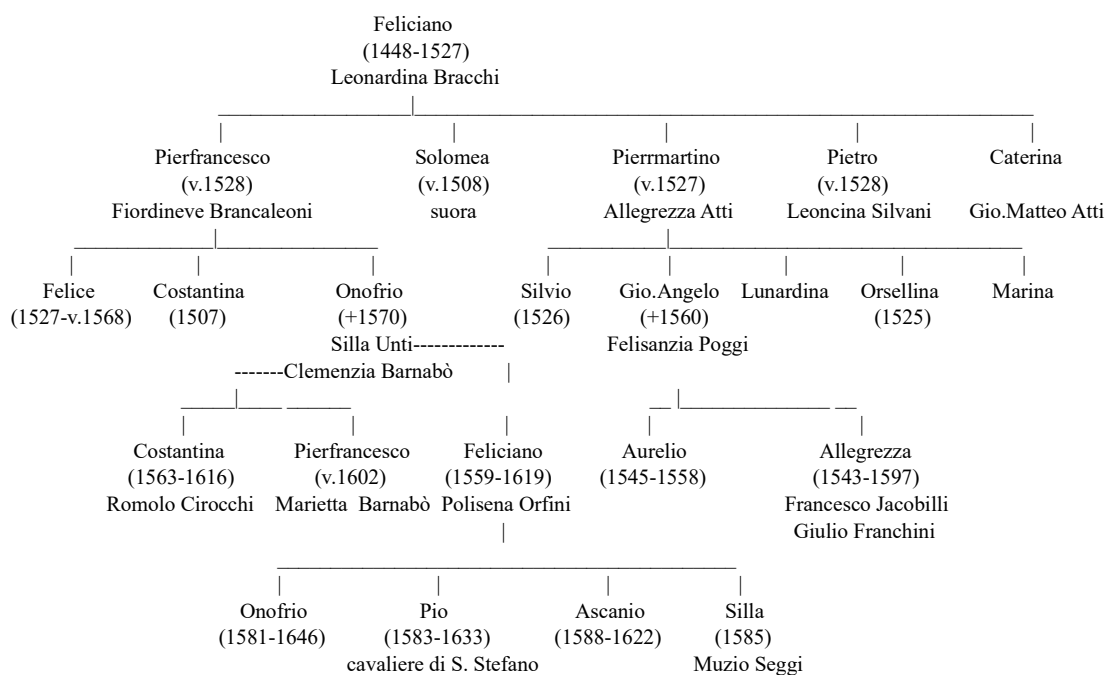 Feliciano
(1448-1527)
Leonardina Bracchi
Pierfrancesco Solomea Pierrmartino Pietro Caterina
(v.1528) (v.1508) (v.1527) (v.1528)
Fiordineve Brancaleoni suora Allegrezza Atti Leoncina Silvani Gio.Matteo Atti
Felice Costantina Onofrio Silvio Gio.Angelo Lunardina Orsellina Marina
(1527-v.1568) (1507) (+1570) (1526) (+1560) (1525)
Silla Unti------------- Felisanzia Poggi
-------Clemenzia Barnabò
Costantina Pierfrancesco Feliciano Aurelio Allegrezza
(1563-1616) (v.1602) (1559-1619) (1545-1558) (1543-1597)
Romolo Cirocchi Marietta Barnabò Polisena Orfini Francesco Jacobilli
Giulio Franchini
Onofrio Pio Ascanio Silla
(1581-1646) (1583-1633) (1588-1622) (1585)
cavaliere di S. Stefano Muzio Seggi